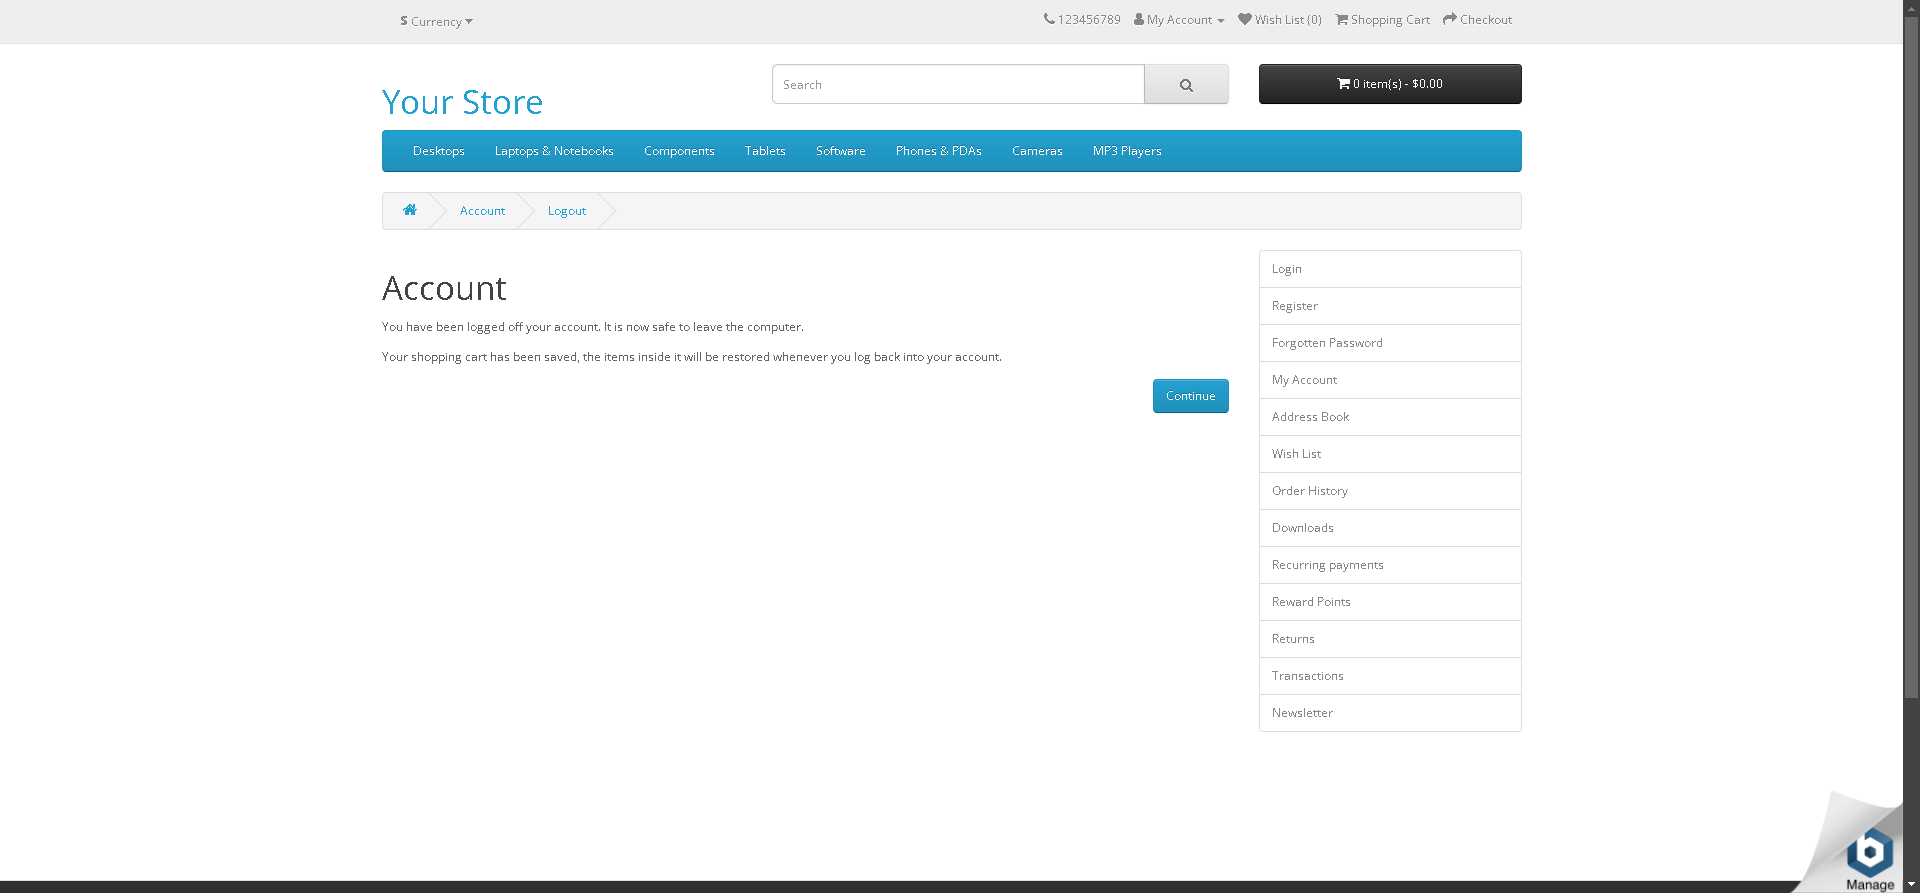 $ Currency
123456789 My Account Wish List (0) Shopping Cart Checkout
Your Store
Search
0 item(s) - $0.00
Desktops Laptops & Notebooks Components Tablets Software Phones & PDAs Cameras MP3 Players
Account Logout
Account
You have been logged off your account. It is now safe to leave the computer.
Your shopping cart has been saved, the items inside it will be restored whenever you log back into your account.
Continue
Login
Register
Forgotten Password
My Account
Address Book
Wish List
Order History
Downloads
Recurring payments
Reward Points
Returns
Transactions
Newsletter
Manage